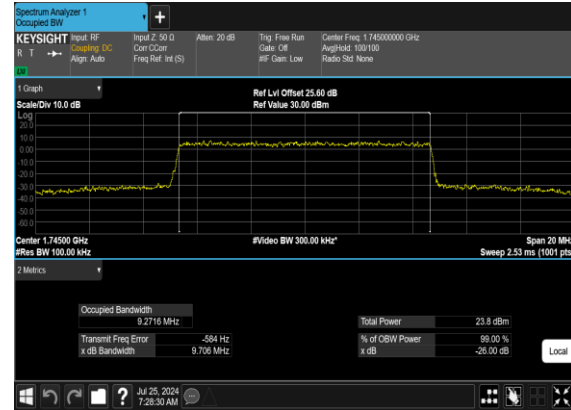 Spectrum Analyzer 1
Occupied BW
KEYSIGHT Input: RF Input Z: 50 Ω Atten: 20 dB Trig: Free Run Center Freq: 1.745000000 GHz
R T Coupling: DC Corr CCorr Gate: Off Avg|Hold: 100/100
Align: Auto Freq Ref: Int (S) #IF Gain: Low Radio Std: None
LU
1 Graph Ref Lvl Offset 25.60 dB
Scale/Div 10.0 dB Ref Value 30.00 dBm
Log
20.0
10.0
0.00
-10.0
-20.0
-30.0
-40.0
-50.0
-60.0
Center 1.74500 GHz #Video BW 300.00 kHz* Span 20 MHz
#Res BW 100.00 kHz Sweep 2.53 ms (1001 pts
2 Metrics
Occupied Bandwidth
9.2716 MHz Total Power 23.8 dBm
Transmit Freq Error -584 Hz % of OBW Power 99.00 %
x dB Bandwidth 9.706 MHz x dB -26.00 dB
Local
Jul 25, 2024
7:28:30 AM